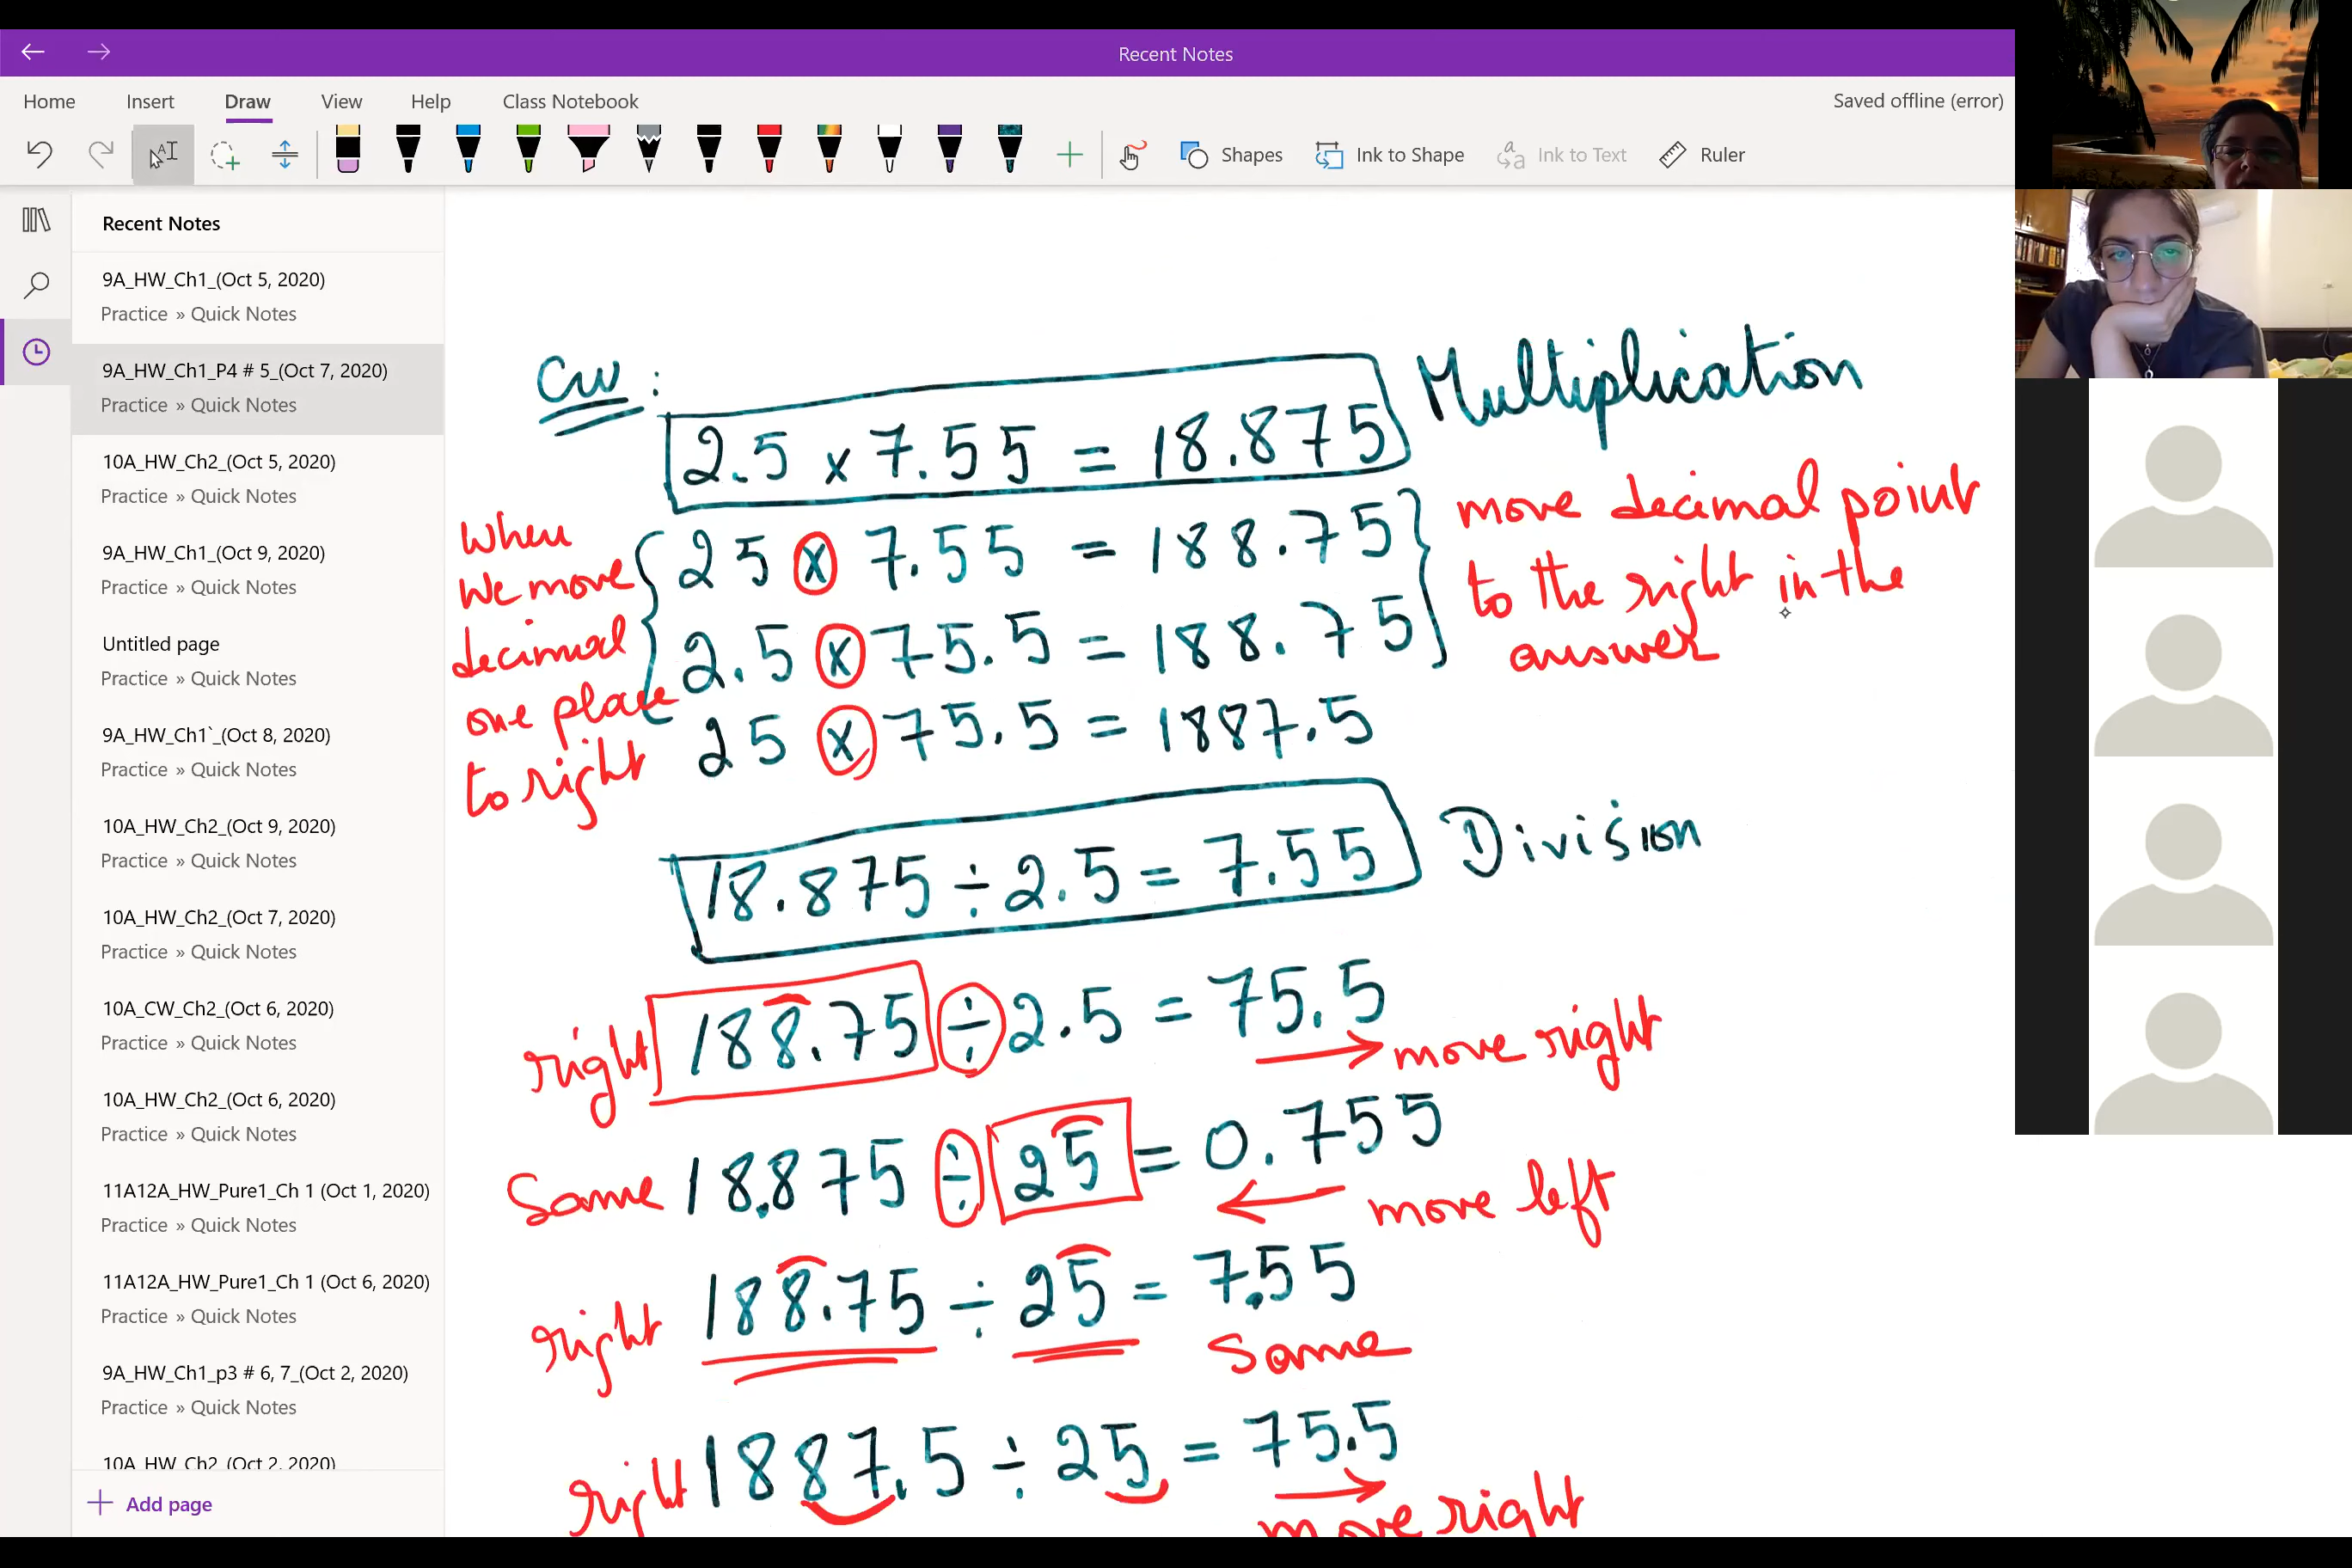 Recent Notes
Home Insert Draw View Help Class Notebook
Saved offline (error)
Shapes Ink to Shape Ink to Text Ruler
Recent Notes
9A_HW_Ch1_(Oct 5, 2020)
Practice » Quick Notes
9A_HW_Ch1_P4 # 5_(Oct 7, 2020)
Practice » Quick Notes
10A_HW_Ch2_(Oct 5, 2020)
Practice » Quick Notes
9A_HW_Ch1_(Oct 9, 2020)
Practice » Quick Notes
Untitled page
Practice » Quick Notes
9A_HW_Ch1`_(Oct 8, 2020)
Practice » Quick Notes
10A_HW_Ch2_(Oct 9, 2020)
Practice » Quick Notes
10A_HW_Ch2_(Oct 7, 2020)
Practice » Quick Notes
10A_CW_Ch2_(Oct 6, 2020)
Practice » Quick Notes
10A_HW_Ch2_(Oct 6, 2020)
Practice » Quick Notes
11A12A_HW_Pure1_Ch 1 (Oct 1, 2020)
Practice » Quick Notes
11A12A_HW_Pure1_Ch 1 (Oct 6, 2020)
Practice » Quick Notes
9A_HW_Ch1_p3 # 6, 7_(Oct 2, 2020)
Practice » Quick Notes
10A_HW_Ch2_(Oct 2, 2020)
Add page
CW:
Multiplication
2.5 x 7.55 = 18.875
When
we move
decimal
one place
to right
25 x 7.55 = 188.75
2.5 x 75.5 = 188.75
25 x 75.5 = 1887.5
move decimal point
to the right in the
answer
18.875 ÷ 2.5 = 7.55 Division
right 188.75 ÷ 2.5 = 75.5
move right
Same 18.875 ÷ 25 = 0.755
move left
right 188.75 ÷ 25 = 7.55
Same
right 1887.5 ÷ 25 = 75.5
move right